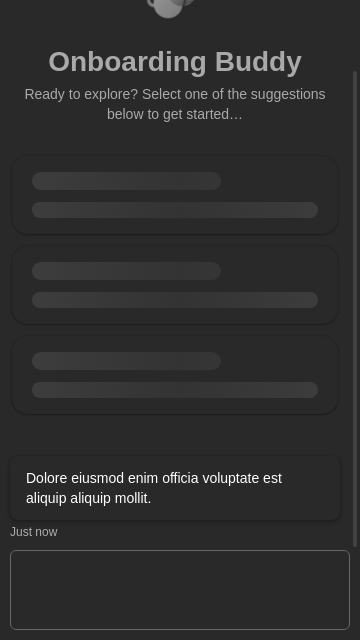 Onboarding Buddy
Ready to explore? Select one of the suggestions
below to get started…
Dolore eiusmod enim officia voluptate est
aliquip aliquip mollit.
Just now